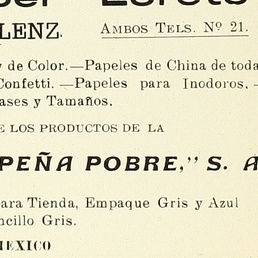 LENZ. AMBOS TELS. Nº 21.
y de Color.—Papeles de China de toda
Confetti.—Papeles para Inodoros.—
ases y Tamaños.
E LOS PRODUCTOS DE LA
PEÑA POBRE," S. A
ara Tienda, Empaque Gris y Azul
ncillo Gris.
MEXICO